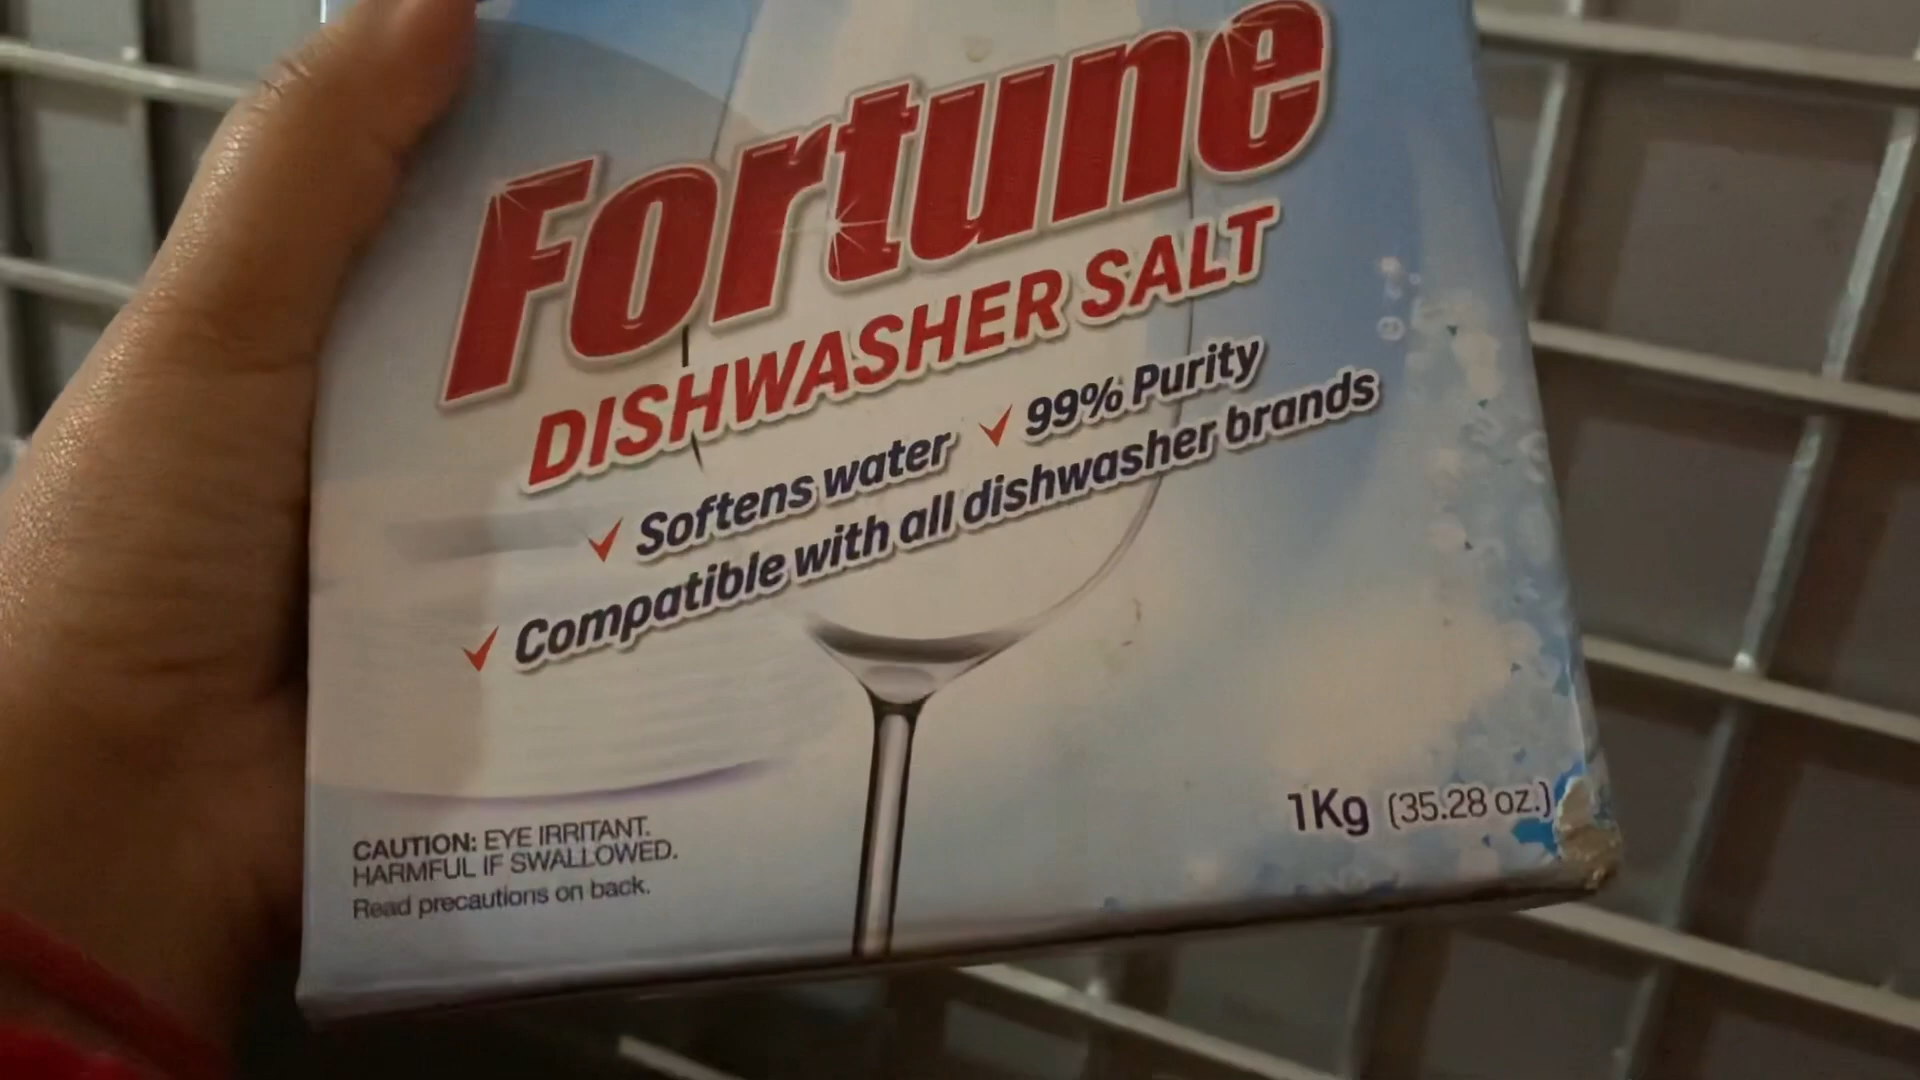 Fortune
DISHWASHER SALT
✓ Softens water ✓ 99% Purity
✓ Compatible with all dishwasher brands
1Kg (35.28 oz.)
CAUTION: EYE IRRITANT.
HARMFUL IF SWALLOWED.
Read precautions on back.